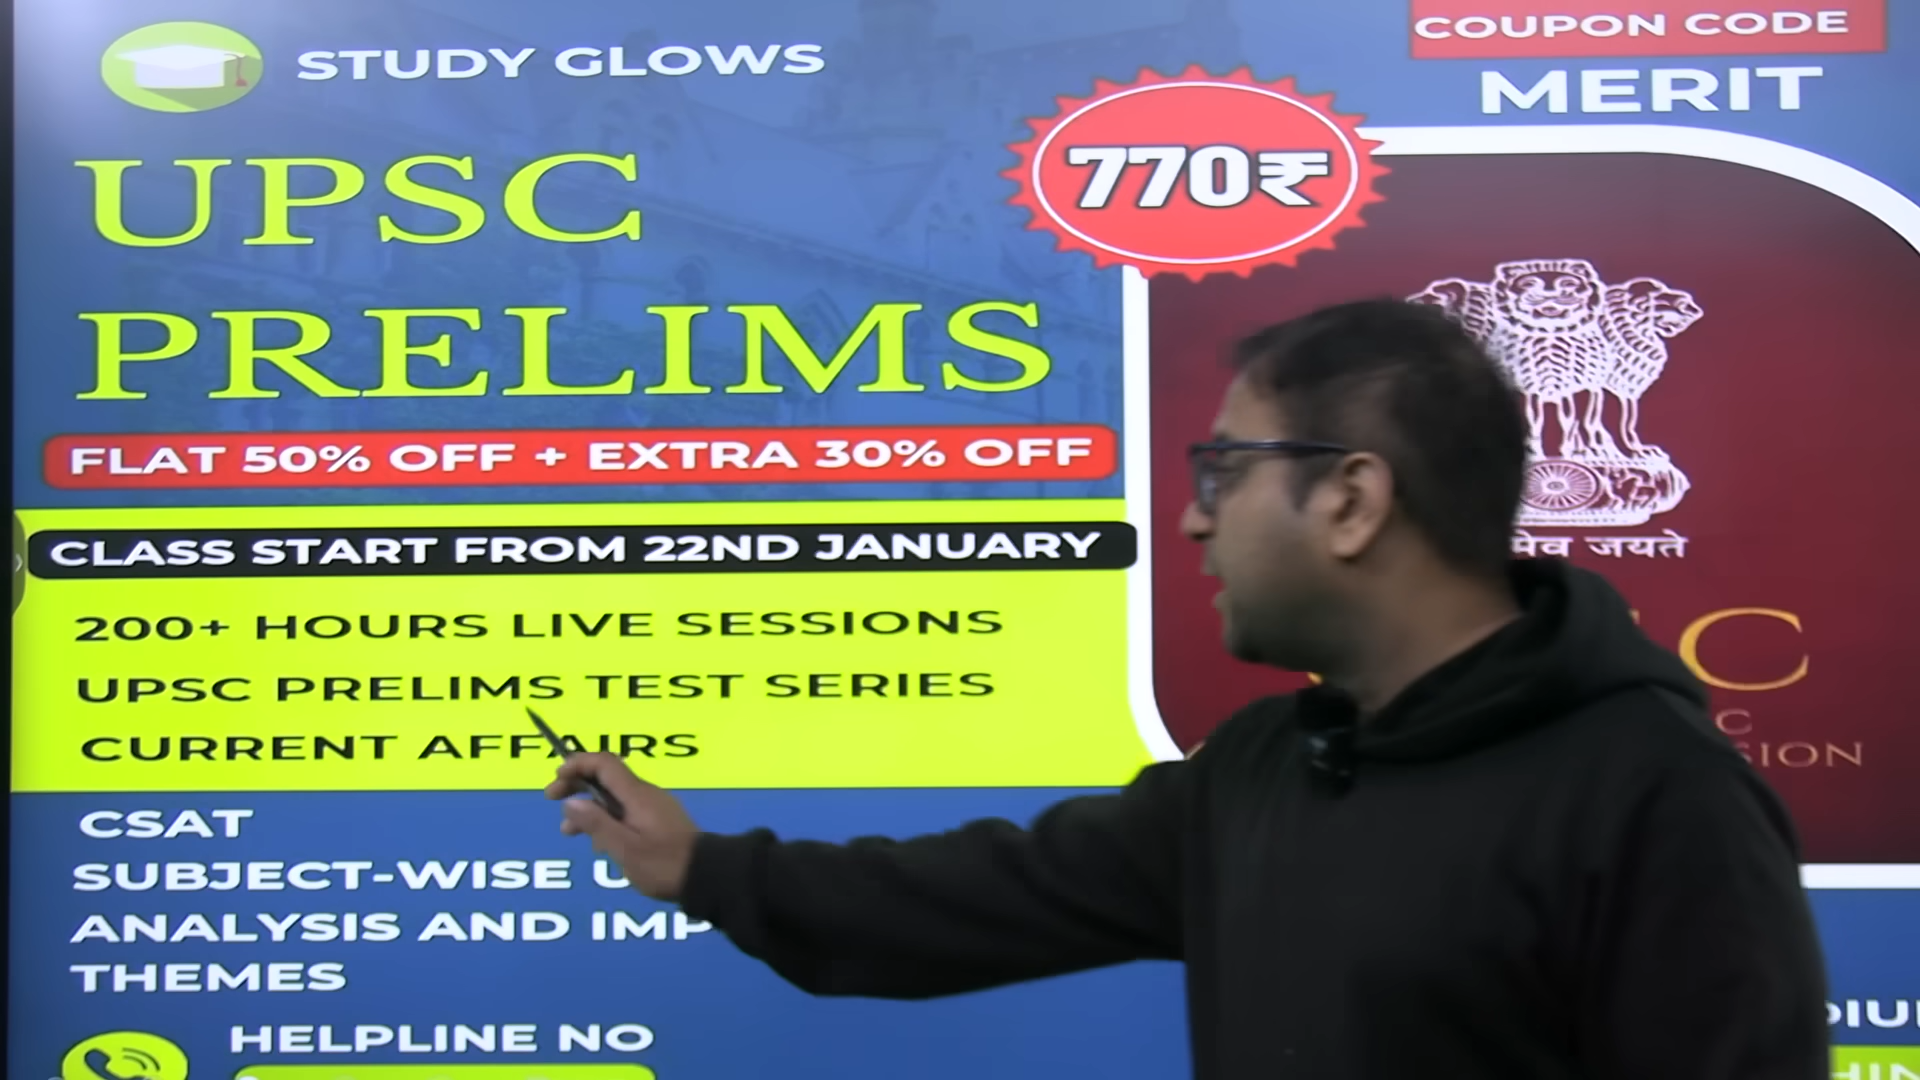 STUDY GLOWS
COUPON CODE
MERIT
770₹
UPSC
PRELIMS
FLAT 50% OFF + EXTRA 30% OFF
CLASS START FROM 22ND JANUARY
200+ HOURS LIVE SESSIONS
UPSC PRELIMS TEST SERIES
CURRENT AFFAIRS
CSAT
SUBJECT-WISE
ANALYSIS AND
THEMES
HELPLINE NO
जयते